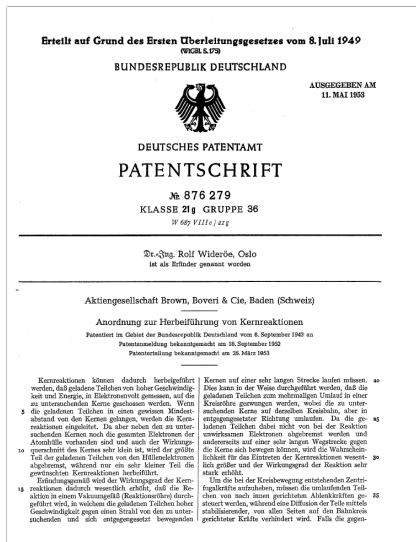 Erteilt auf Grund des Ersten Überleitungsgesetzes vom 8. Juli 1949
(WIGBl. S. 175)
BUNDESREPUBLIK DEUTSCHLAND
AUSGEGEBEN AM
11. MAI 1953
DEUTSCHES PATENTAMT
PATENTSCHRIFT
№ 876 279
KLASSE 21g GRUPPE 36
W 687 VIIIc / 21g
Dr.-Ing. Rolf Wideröe, Oslo
ist als Erfinder genannt worden
Aktiengesellschaft Brown, Boveri & Cie, Baden (Schweiz)
Anordnung zur Herbeiführung von Kernreaktionen
Patentiert im Gebiet der Bundesrepublik Deutschland vom 8. September 1943 an
Patentanmeldung bekanntgemacht am 18. September 1952
Patenterteilung bekanntgemacht am 26. März 1953
Kernreaktionen können dadurch herbeigeführt
werden, daß geladene Teilchen von hoher Geschwindig-
keit und Energie, in Elektronenvolt gemessen, auf die
zu untersuchenden Kerne geschossen werden. Wenn
5 die geladenen Teilchen in einen gewissen Mindest-
abstand von den Kernen gelangen, werden die Kern-
reaktionen eingeleitet. Da aber neben den zu unter-
suchenden Kernen noch die gesamten Elektronen der
Atomhülle vorhanden sind und auch der Wirkungs-
10 querschnitt des Kernes sehr klein ist, wird der größte
Teil der geladenen Teilchen von den Hüllenelektronen
abgebremst, während nur ein sehr kleiner Teil die
gewünschten Kernreaktionen herbeiführt.
Erfindungsgemäß wird der Wirkungsgrad der Kern-
15 reaktionen dadurch wesentlich erhöht, daß die Re-
aktion in einem Vakuumgefäß (Reaktionsröhre) durch-
geführt wird, in welchem die geladenen Teilchen hoher
Geschwindigkeit gegen einen Strahl von den zu unter-
suchenden und sich entgegengesetzt bewegenden
Kernen auf einer sehr langen Strecke laufen müssen. 20
Dies kann in der Weise durchgeführt werden, daß die
geladenen Teilchen zum mehrmaligen Umlauf in einer
Kreisröhre gezwungen werden, wobei die zu unter-
suchenden Kerne auf derselben Kreisbahn, aber in
entgegengesetzter Richtung umlaufen. Da die ge- 25
ladenen Teilchen dabei nicht von bei der Reaktion
unwirksamen Elektronen abgebremst werden und
andererseits auf einer sehr langen Wegstrecke gegen
die Kerne sich bewegen können, wird die Wahrschein-
lichkeit für das Eintreten der Kernreaktion wesent- 30
lich größer und der Wirkungsgrad der Reaktion sehr
stark erhöht.
Um die bei der Kreisbewegung entstehenden Zentri-
fugalkräfte aufzuheben, müssen die umlaufenden Teil-
chen von nach innen gerichteten Ablenkkräften ge- 35
steuert werden, während eine Diffusion der Teile mittels
stabilisierender, von allen Seiten auf den Bahnkreis
gerichteter Kräfte verhindert wird. Falls die gegen-